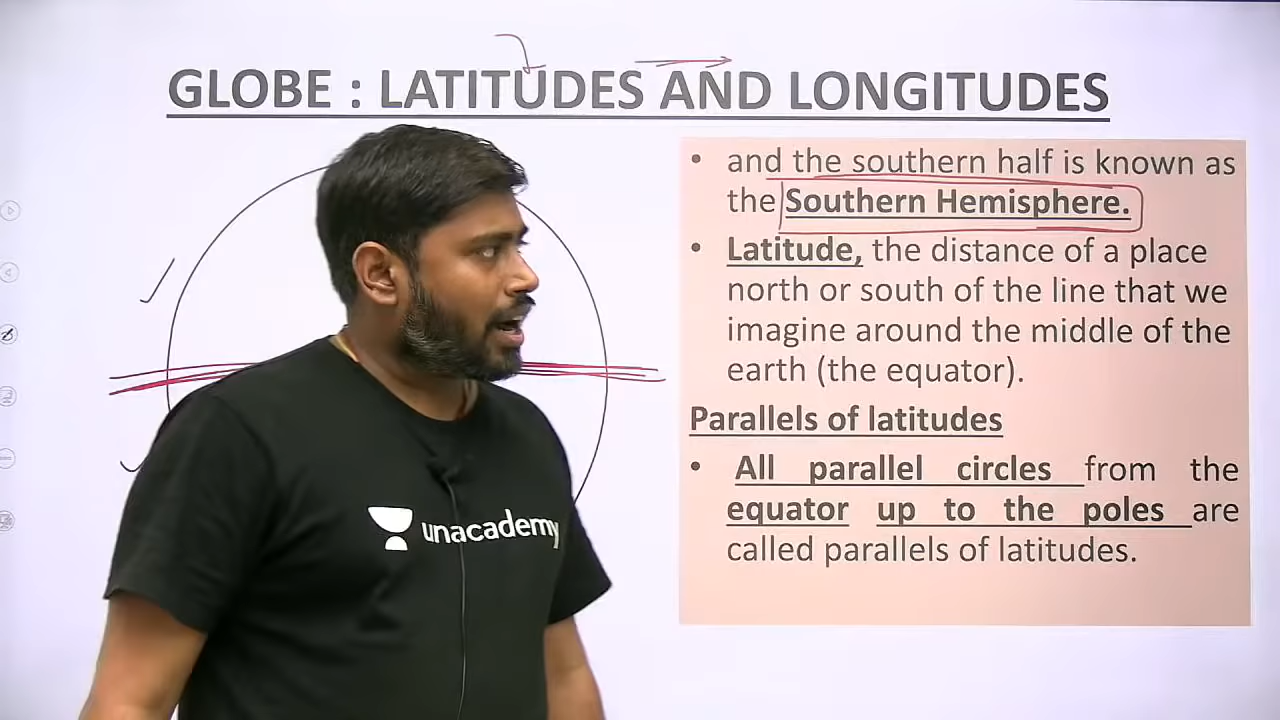 GLOBE : LATITUDES AND LONGITUDES
• and the southern half is known as
the Southern Hemisphere.
• Latitude, the distance of a place
north or south of the line that we
imagine around the middle of the
earth (the equator).
Parallels of latitudes
• All parallel circles from the
equator up to the poles are
called parallels of latitudes.
unacademy